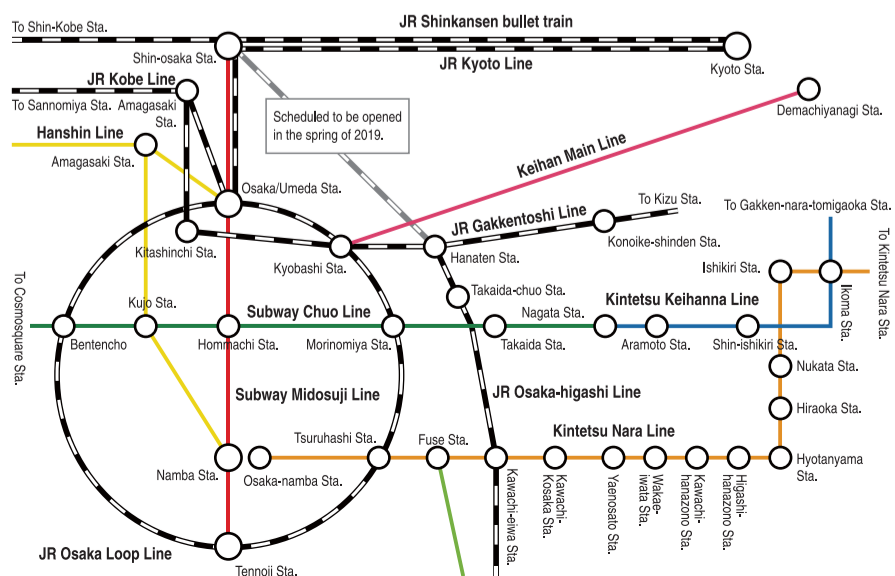 JR Shinkansen bullet train
To Shin-Kobe Sta.
Shin-osaka Sta.
JR Kyoto Line
Kyoto Sta.
JR Kobe Line
To Sannomiya Sta.
Amagasaki
Sta.
Scheduled to be opened
in the spring of 2019.
Demachiyanagi Sta.
Hanshin Line
Amagasaki Sta.
Keihan Main Line
Osaka/Umeda Sta.
JR Gakkentoshi Line
To Kizu Sta.
To Gakken-nara-tomigaoka Sta.
To Kintetsu Nara Sta.
Kitashinchi Sta.
Kyobashi Sta.
Hanaten Sta.
Konoike-shinden Sta.
Ishikiri Sta.
Ikoma Sta.
To Cosmosquare
Sta.
Kujo Sta.
Subway Chuo Line
Takaida-chuo Sta.
Nagata Sta.
Kintetsu Keihanna Line
Bentencho
Hommachi Sta.
Morinomiya Sta.
Takaida
Sta.
Aramoto Sta.
Shin-ishikiri Sta.
Nukata Sta.
Subway Midosuji Line
JR Osaka-higashi Line
Hiraoka Sta.
Tsuruhashi Sta.
Fuse Sta.
Kintetsu Nara Line
Namba Sta.
Osaka-namba Sta.
Kawachi-eiwa Sta.
Kawachi-
Kosaka Sta.
Yaenosato Sta.
Wakae-
iwata Sta.
Kawachi-
hanazono Sta.
Higashi-
hanazono Sta.
Hyotanyama
Sta.
JR Osaka Loop Line
Tennoji Sta.